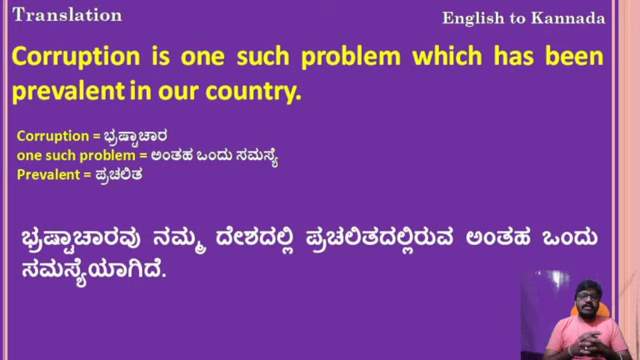 Translation
English to Kannada
Corruption is one such problem which has been
prevalent in our country.
Corruption = ಭ್ರಷ್ಟಾಚಾರ
one such problem = ಅಂತಹ ಒಂದು ಸಮಸ್ಯೆ
Prevalent = ಪ್ರಚಲಿತ
ಭ್ರಷ್ಟಾಚಾರವು ನಮ್ಮ ದೇಶದಲ್ಲಿ ಪ್ರಚಲಿತದಲ್ಲಿರುವ ಅಂತಹ ಒಂದು
ಸಮಸ್ಯೆಯಾಗಿದೆ.